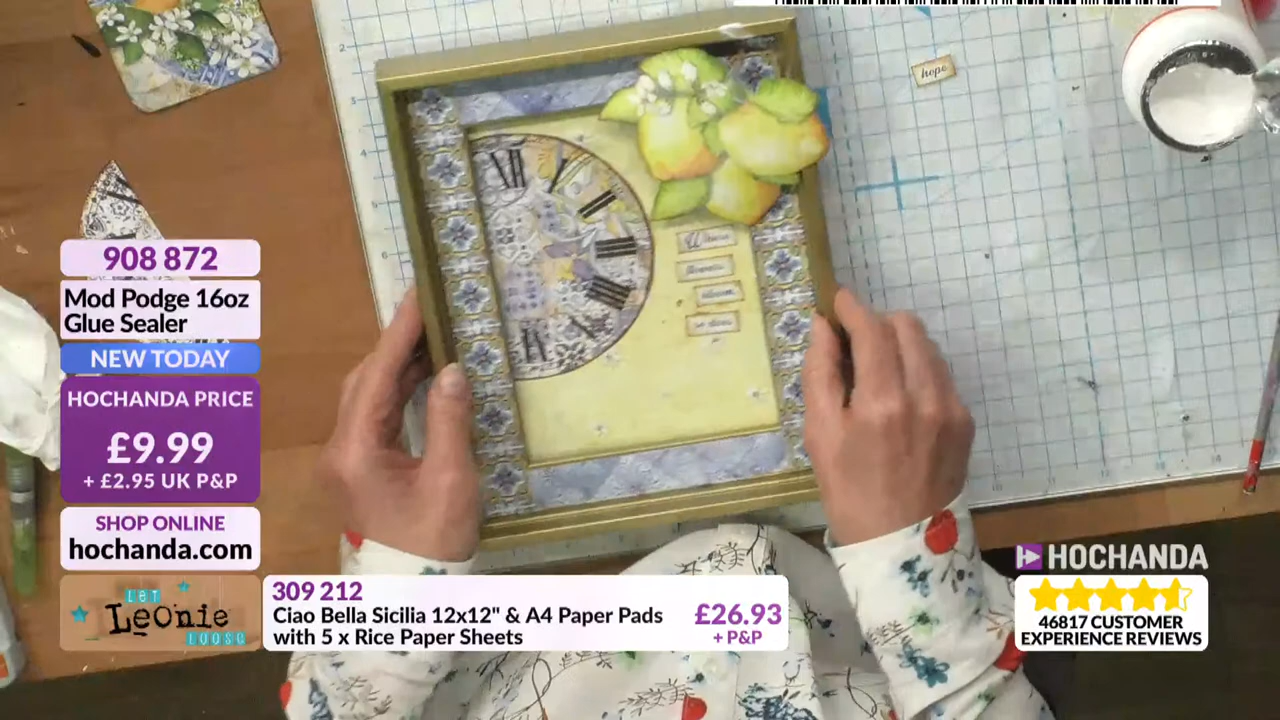 hope
908 872
Mod Podge 16oz
Glue Sealer
NEW TODAY
HOCHANDA PRICE
£9.99
+ £2.95 UK P&P
SHOP ONLINE
hochanda.com
LET
Leonie
LOOSE
309 212
Ciao Bella Sicilia 12x12" & A4 Paper Pads
with 5 x Rice Paper Sheets
£26.93
+ P&P
HOCHANDA
46817 CUSTOMER
EXPERIENCE REVIEWS